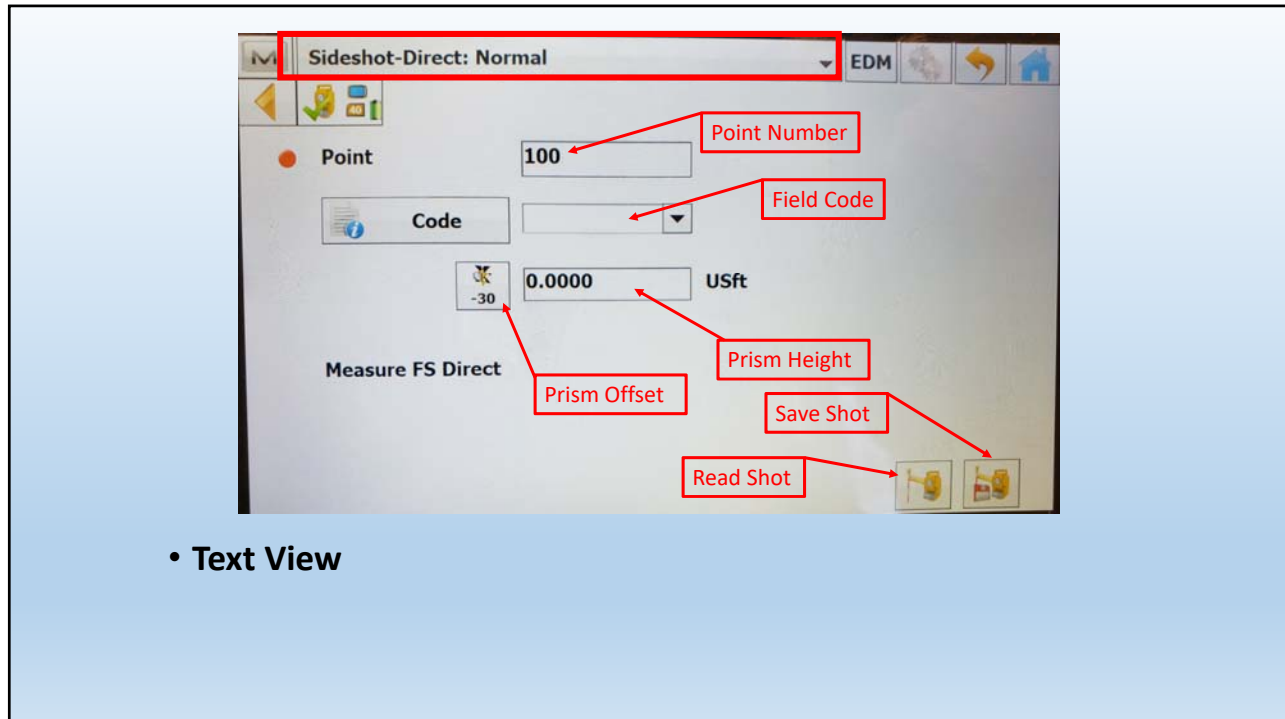 Sideshot-Direct: Normal
EDM
40
Point
100
Point Number
Code
Field Code
-30
0.0000
USft
Prism Height
Measure FS Direct
Prism Offset
Save Shot
Read Shot
• Text View